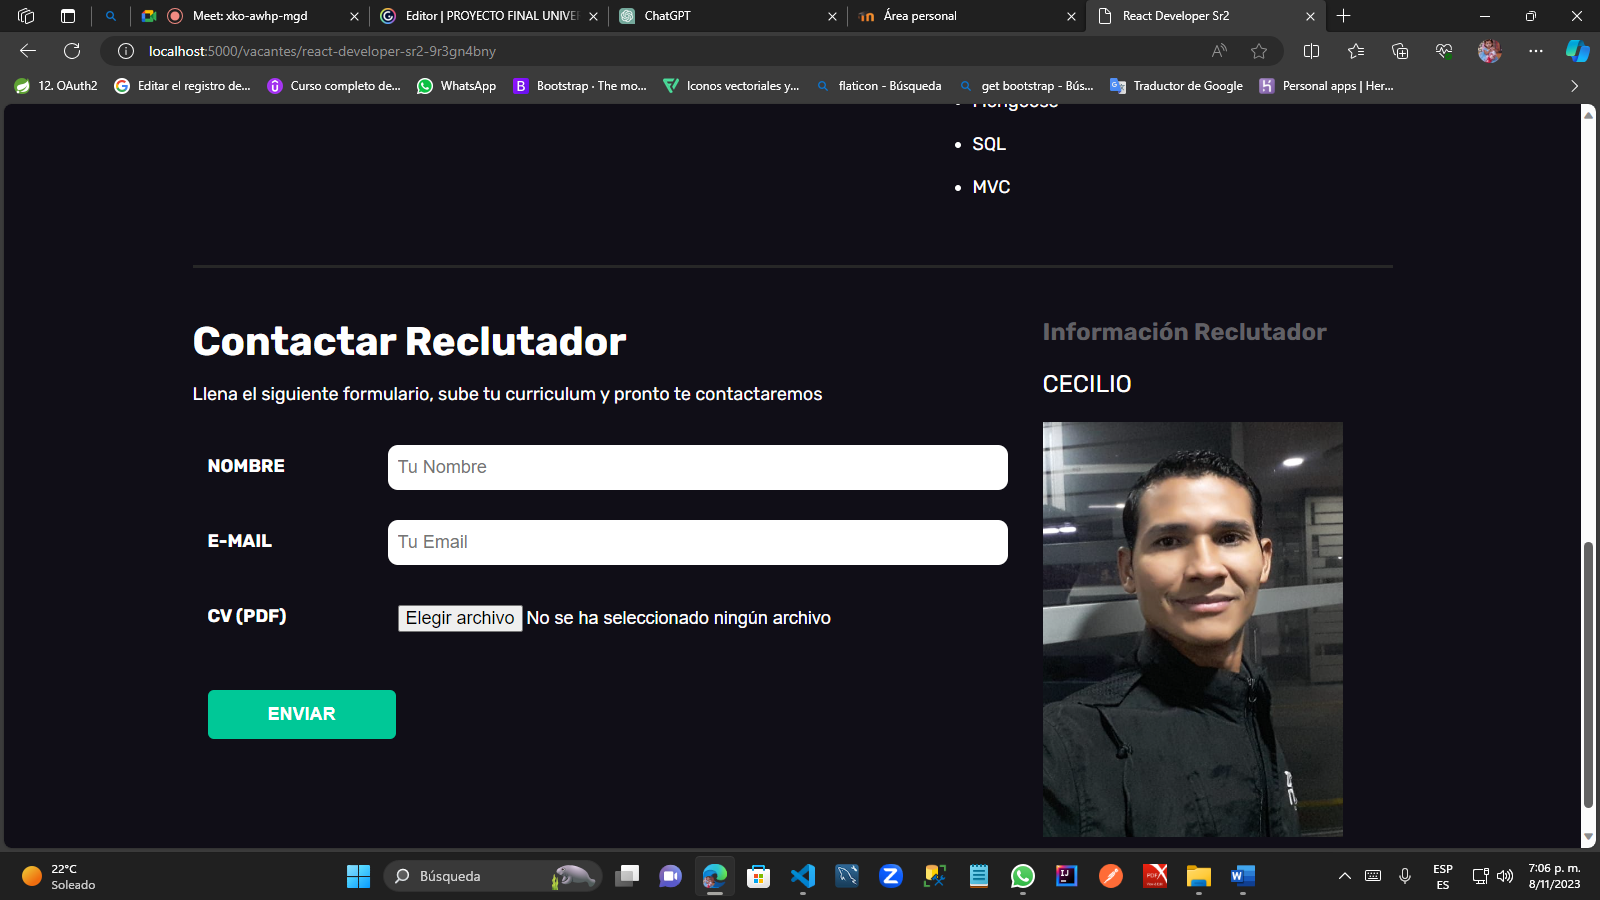 Meet: xko-awhp-mgd
Editor | PROYECTO FINAL UNIVE
ChatGPT
Área personal
React Developer Sr2
localhost:5000/vacantes/react-developer-sr2-9r3gn4bny
12. OAuth2
Editar el registro de...
Curso completo de...
WhatsApp
Bootstrap · The mo...
Iconos vectoriales y...
flaticon - Búsqueda
get bootstrap - Bús...
Traductor de Google
Personal apps | Her...
Mongoose
SQL
MVC
Contactar Reclutador
Llena el siguiente formulario, sube tu curriculum y pronto te contactaremos
NOMBRE
Tu Nombre
E-MAIL
Tu Email
CV (PDF)
Elegir archivo No se ha seleccionado ningún archivo
ENVIAR
Información Reclutador
CECILIO
22°C
Soleado
Búsqueda
ESP
ES
7:06 p. m.
8/11/2023